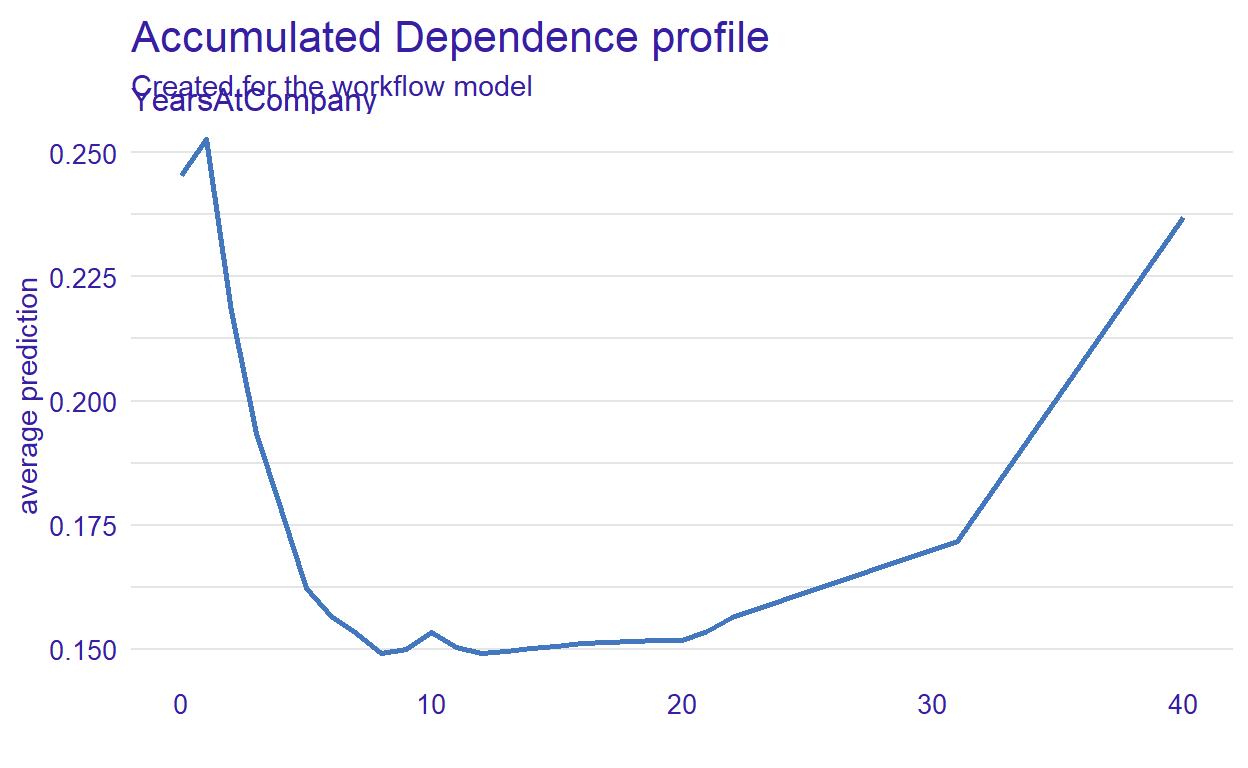 Accumulated Dependence profile
Created for the workflow model
YearsAtCompany
average prediction
0.250
0.225
0.200
0.175
0.150
0 10 20 30 40